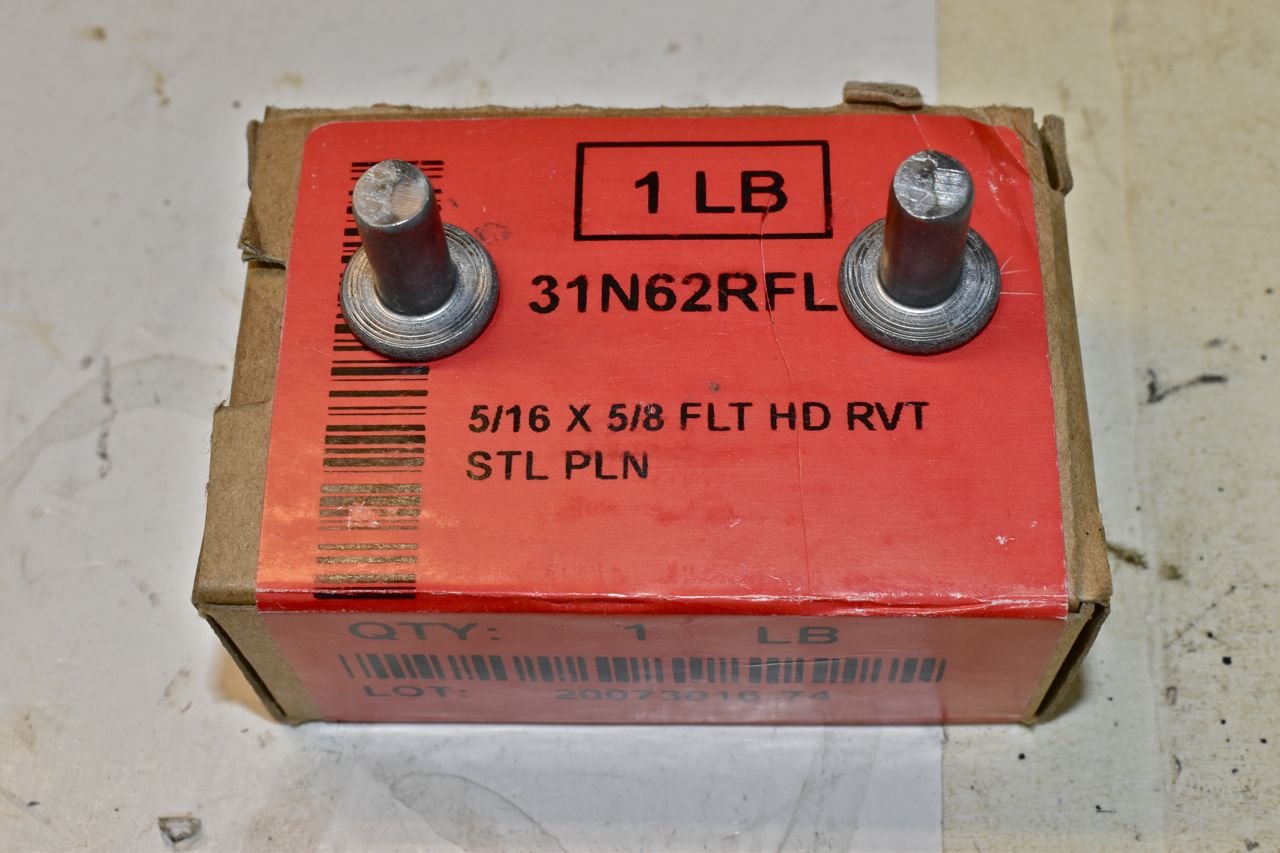 1 LB
31N62RFL
5/16 X 5/8 FLT HD RVT
STL PLN
QTY: 1 LB
LOT: 20073016-74